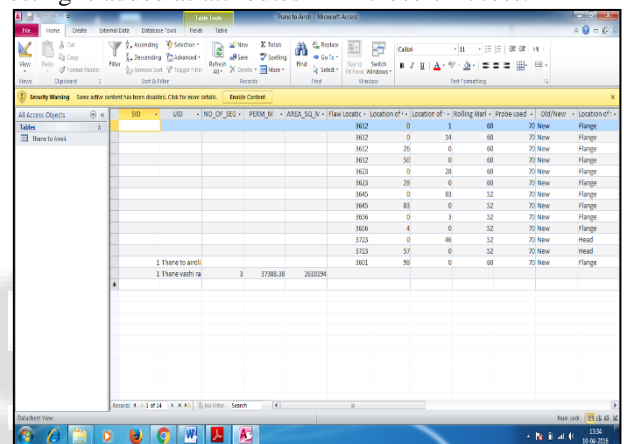 Table Tools
Thane to Airoli - Microsoft Access
File Home Create External Data Database Tools Fields Table
View Paste Cut Copy Format Painter Filter Ascending Descending Remove Sort Selection Advanced Toggle Filter Refresh All New Save Delete Totals Spelling More Find Replace Go To Select Size to Fit Form Switch Windows Calibri 11
Views Clipboard Sort & Filter Records Find Window Text Formatting
Security Warning Some active content has been disabled. Click for more details. Enable Content
All Access Objects
Tables
Thane to Airoli
SID UID NO_OF_SEG PERM_M AREA_SQ_M Flaw Locatic Location of Location of Rolling Marl Probe used Old/New Location of
3612 0 1 60 70 New Flange
3612 0 14 60 70 New Flange
3612 26 0 60 70 New Flange
3612 50 0 60 70 New Flange
3623 0 28 60 70 New Flange
3623 28 0 60 70 New Flange
3645 0 83 52 70 New Flange
3645 83 0 52 70 New Flange
3656 0 3 52 70 New Flange
3656 4 0 52 70 New Flange
3723 0 46 52 70 New Head
3723 57 0 52 70 New Head
1 Thane to airoli 3601 98 0 60 70 New Flange
1 Thane vashi ra 3 37388.38 2610194
Record: 1 of 14 No Filter Search
Datasheet View Num Lock
13:34
10-04-2016